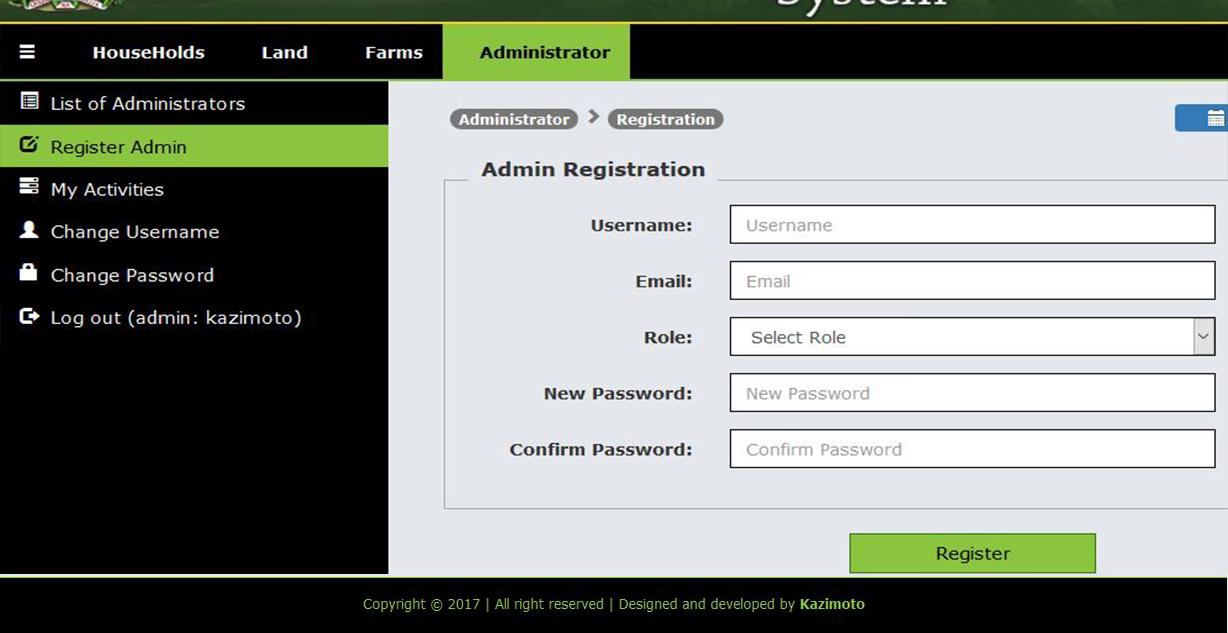 System
HouseHolds Land Farms Administrator
List of Administrators
Register Admin
My Activities
Change Username
Change Password
Log out (admin: kazimoto)
Administrator Registration
Admin Registration
Username: Username
Email: Email
Role: Select Role
New Password: New Password
Confirm Password: Confirm Password
Register
Copyright © 2017 | All right reserved | Designed and developed by Kazimoto